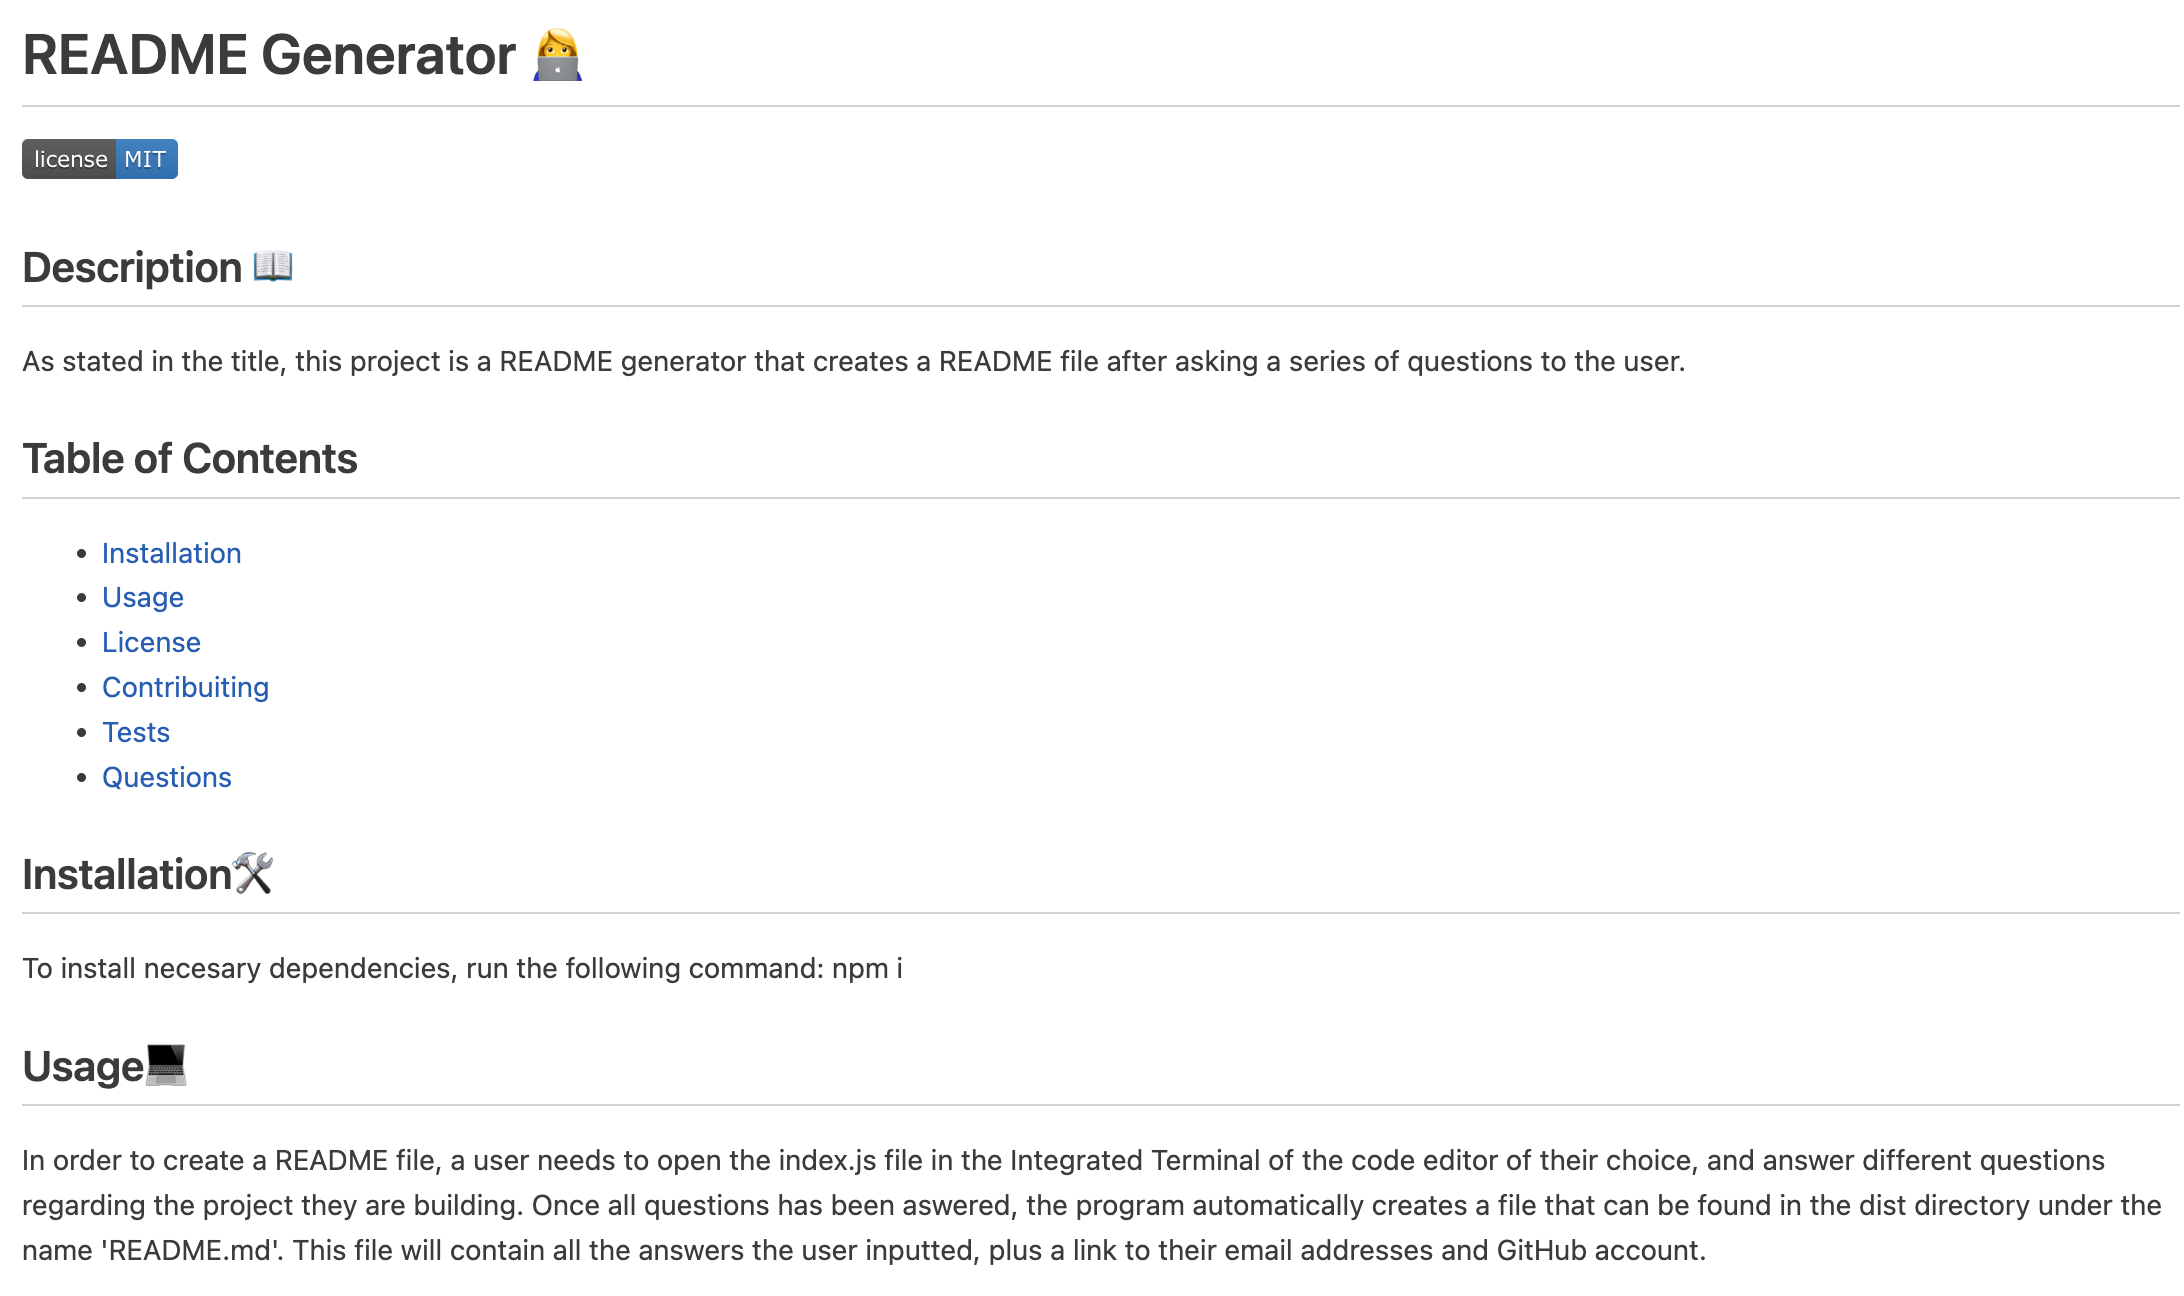 README Generator 👩‍💻
license MIT
Description 📖
As stated in the title, this project is a README generator that creates a README file after asking a series of questions to the user.
Table of Contents
• Installation
• Usage
• License
• Contribuiting
• Tests
• Questions
Installation🛠️
To install necesary dependencies, run the following command: npm i
Usage💻
In order to create a README file, a user needs to open the index.js file in the Integrated Terminal of the code editor of their choice, and answer different questions
regarding the project they are building. Once all questions has been aswered, the program automatically creates a file that can be found in the dist directory under the
name 'README.md'. This file will contain all the answers the user inputted, plus a link to their email addresses and GitHub account.